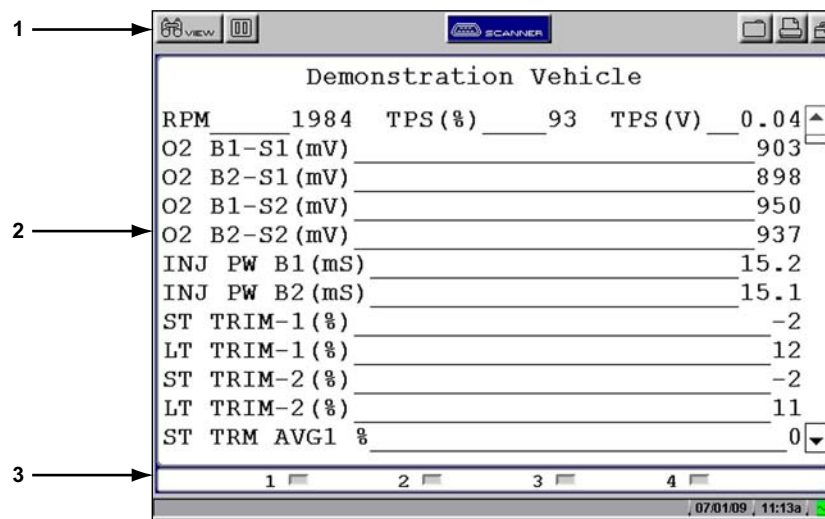 1
VIEW SCANNER
Demonstration Vehicle
RPM 1984 TPS(%) 93 TPS(V) 0.04
O2 B1-S1(mV) 903
O2 B2-S1(mV) 898
O2 B1-S2(mV) 950
2
O2 B2-S2(mV) 937
INJ PW B1(mS) 15.2
INJ PW B2(mS) 15.1
ST TRIM-1(%) -2
LT TRIM-1(%) 12
ST TRIM-2(%) -2
LT TRIM-2(%) 11
ST TRM AVG1 % 0
3
1 2 3 4
07/01/09 11:13a